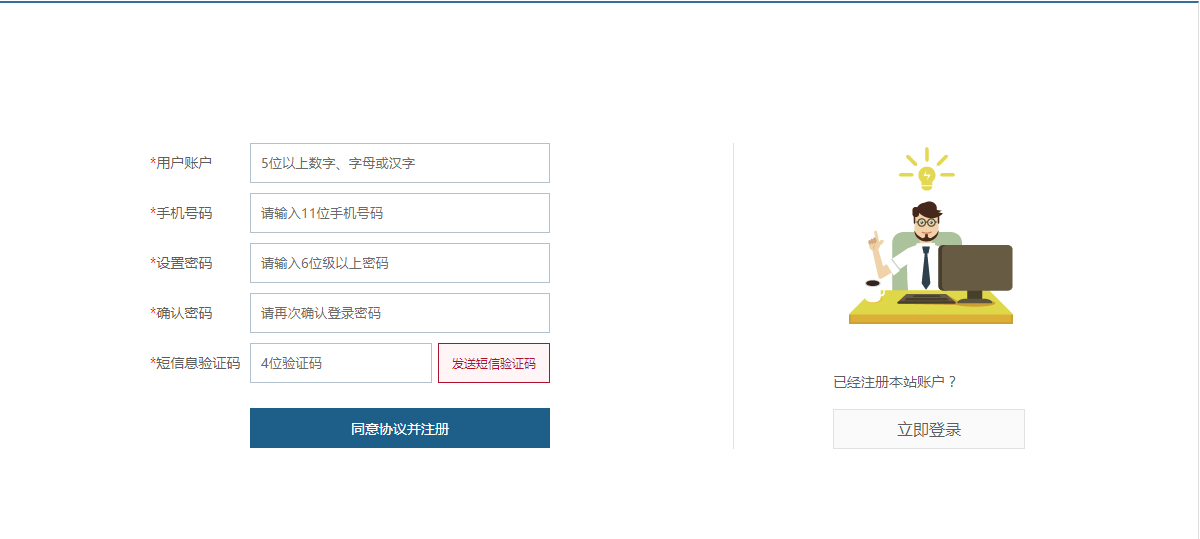 *用户账户
5位以上数字、字母或汉字
*手机号码
请输入11位手机号码
*设置密码
请输入6位级以上密码
*确认密码
请再次确认登录密码
*短信息验证码
4位验证码
发送短信验证码
同意协议并注册
已经注册本站账户？
立即登录